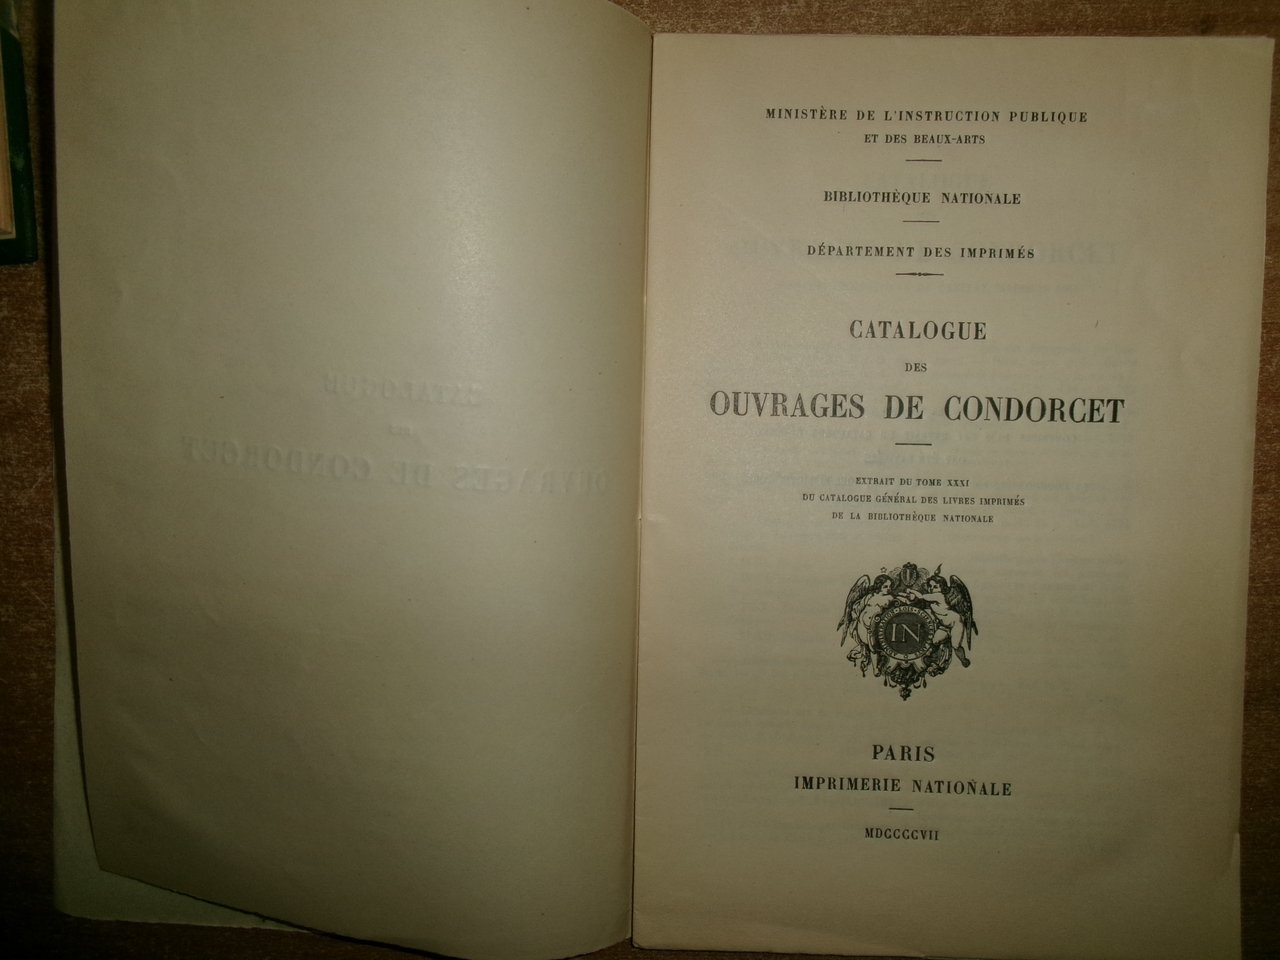 MINISTÈRE DE L'INSTRUCTION PUBLIQUE
ET DES BEAUX-ARTS
BIBLIOTHÈQUE NATIONALE
DÉPARTEMENT DES IMPRIMÉS
CATALOGUE
DES
OUVRAGES DE CONDORCET
EXTRAIT DU TOME XXXI
DU CATALOGUE GÉNÉRAL DES LIVRES IMPRIMÉS
DE LA BIBLIOTHÈQUE NATIONALE
IN
PARIS
IMPRIMERIE NATIONALE
MDCCCCVII